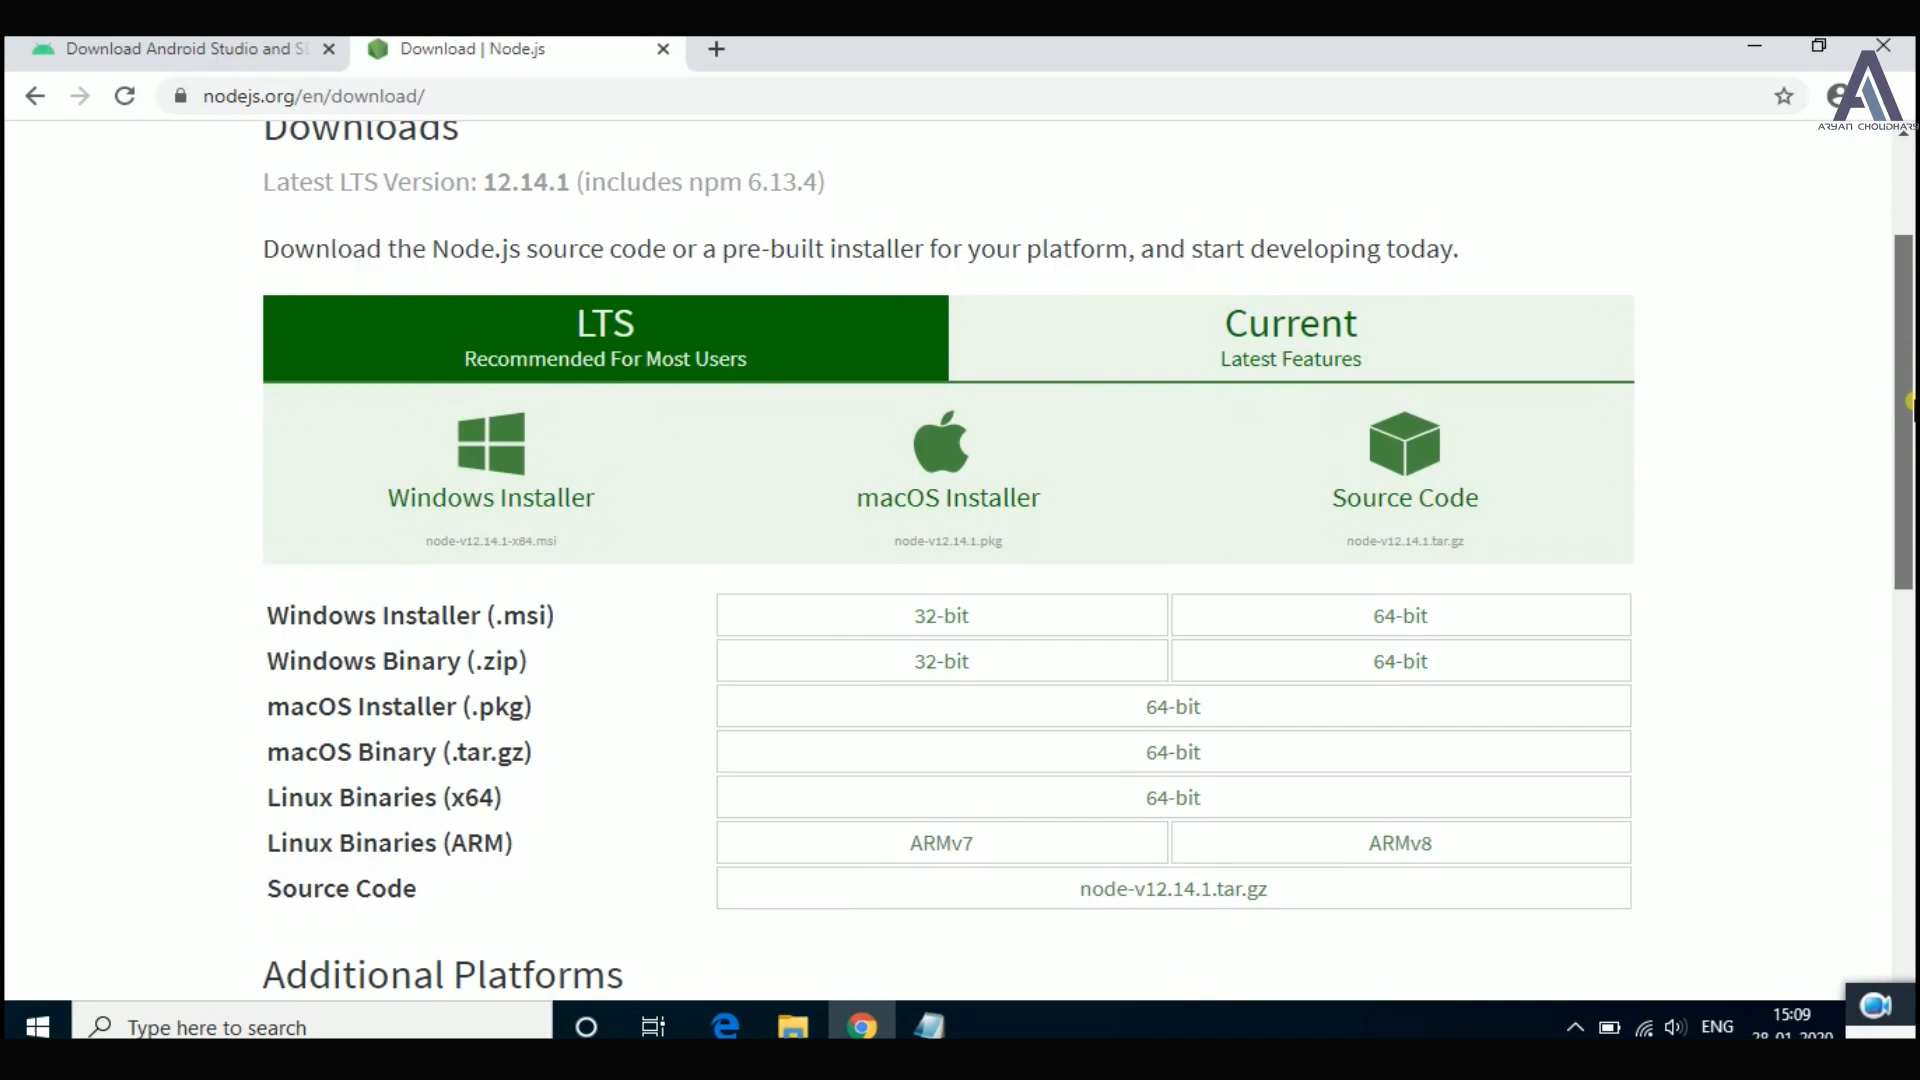 Download Android Studio and S
Download | Node.js
nodejs.org/en/download/
ARYAN CHOUDHARY
Downloads
Latest LTS Version: 12.14.1 (includes npm 6.13.4)
Download the Node.js source code or a pre-built installer for your platform, and start developing today.
LTS
Recommended For Most Users
Current
Latest Features
Windows Installer
node-v12.14.1-x64.msi
macOS Installer
node-v12.14.1.pkg
Source Code
node-v12.14.1.tar.gz
Windows Installer (.msi) 32-bit 64-bit
Windows Binary (.zip) 32-bit 64-bit
macOS Installer (.pkg) 64-bit
macOS Binary (.tar.gz) 64-bit
Linux Binaries (x64) 64-bit
Linux Binaries (ARM) ARMv7 ARMv8
Source Code node-v12.14.1.tar.gz
Additional Platforms
Type here to search
ENG
15:09
28-01-2020